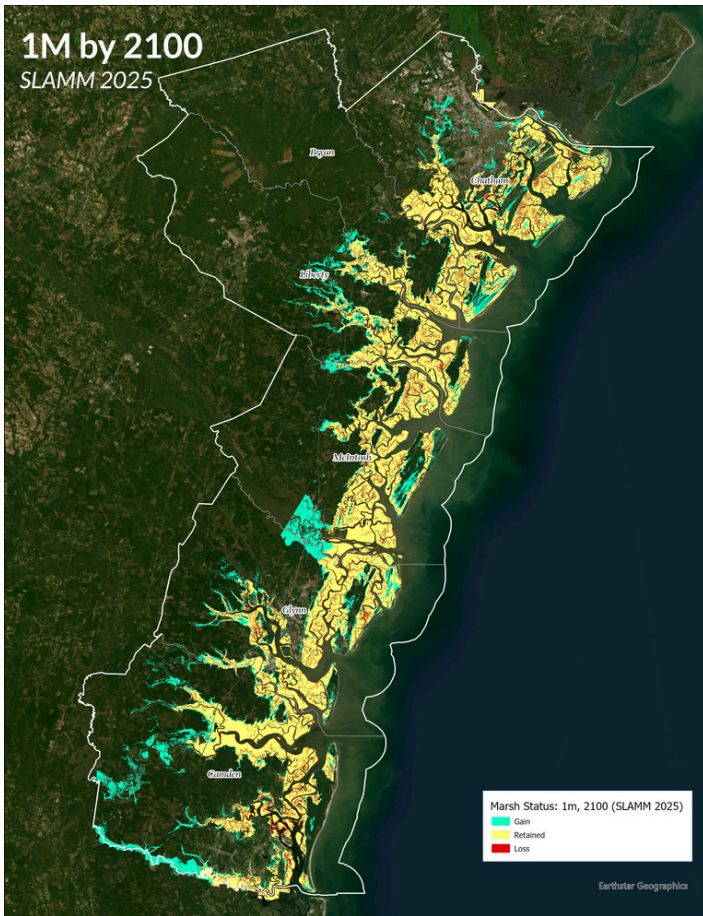 1M by 2100
SLAMM 2025
Bryan
Chatham
Liberty
McIntosh
Glynn
Camden
Marsh Status: 1m, 2100 (SLAMM 2025)
Gain
Retained
Loss
Earthstar Geographics